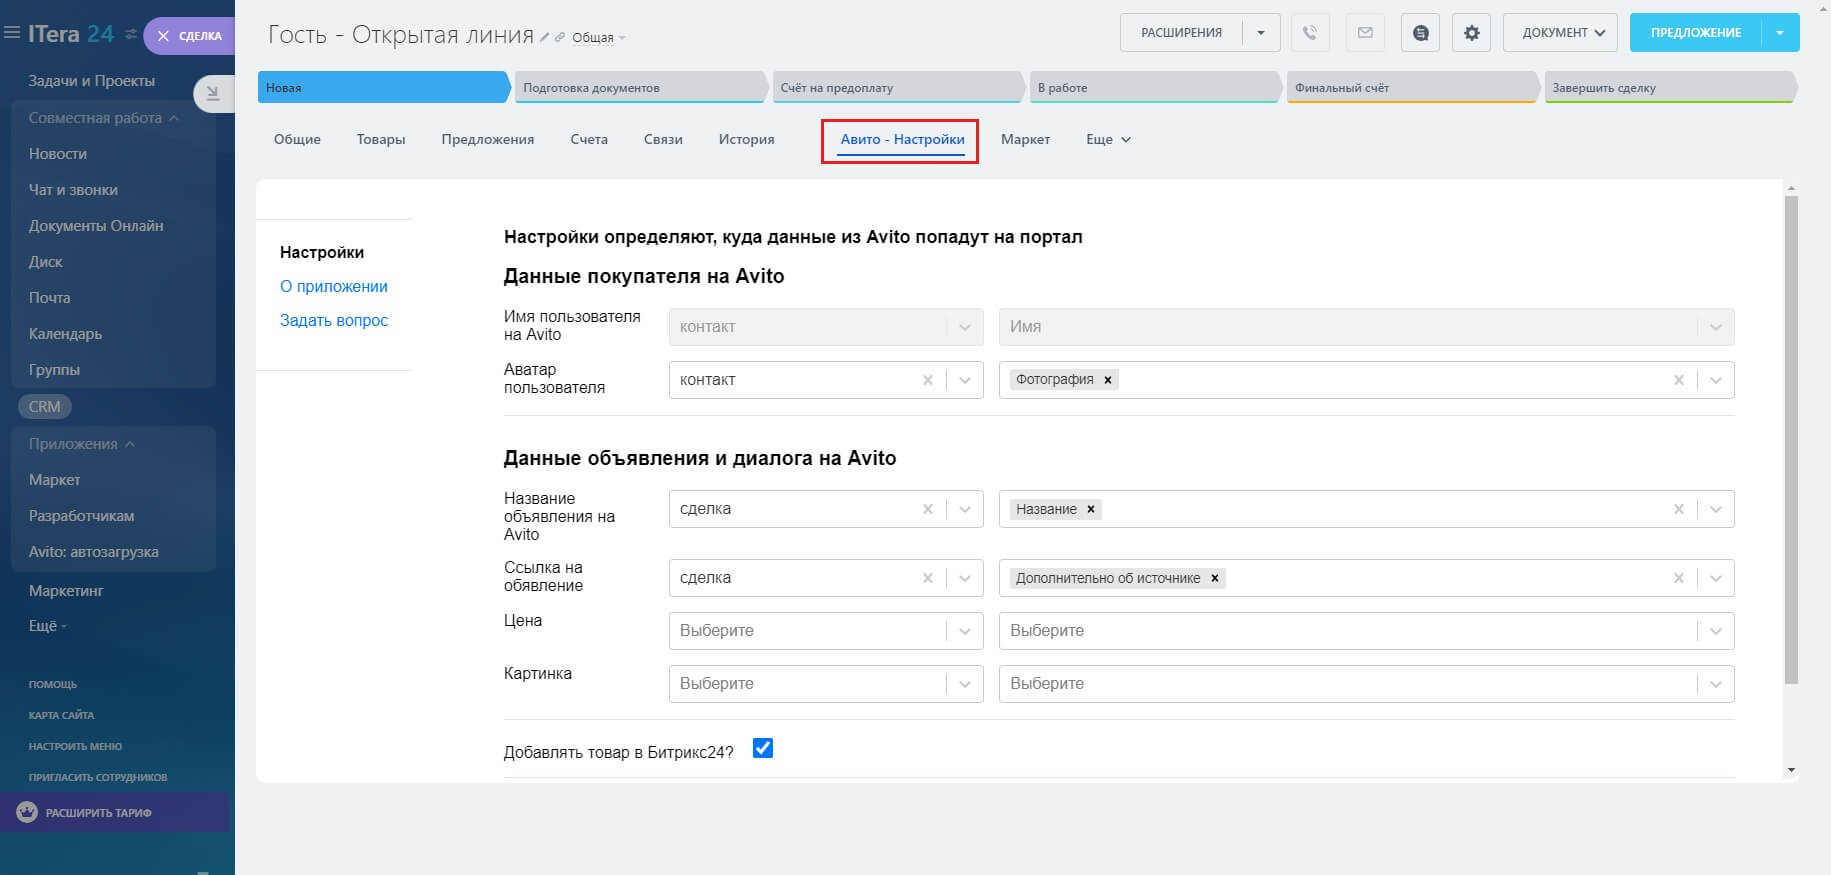 ITera 24
СДЕЛКА
Задачи и Проекты
Совместная работа
Новости
Чат и звонки
Документы Онлайн
Диск
Почта
Календарь
Группы
CRM
Приложения
Маркет
Разработчикам
Avito: автозагрузка
Маркетинг
Ещё
ПОМОЩЬ
КАРТА САЙТА
НАСТРОИТЬ МЕНЮ
ПРИГЛАСИТЬ СОТРУДНИКОВ
РАСШИРИТЬ ТАРИФ
Гость - Открытая линия Общая
РАСШИРЕНИЯ ДОКУМЕНТ ПРЕДЛОЖЕНИЕ
Новая Подготовка документов Счёт на предоплату В работе Финальный счёт Завершить сделку
Общие Товары Предложения Счета Связи История Авито - Настройки Маркет Еще
Настройки
О приложении
Задать вопрос
Настройки определяют, куда данные из Avito попадут на портал
Данные покупателя на Avito
Имя пользователя
на Avito
контакт Имя
Аватар
пользователя
контакт Фотография
Данные объявления и диалога на Avito
Название
объявления на
Avito
сделка Название
Ссылка на
обявление
сделка Дополнительно об источнике
Цена Выберите Выберите
Картинка Выберите Выберите
Добавлять товар в Битрикс24?